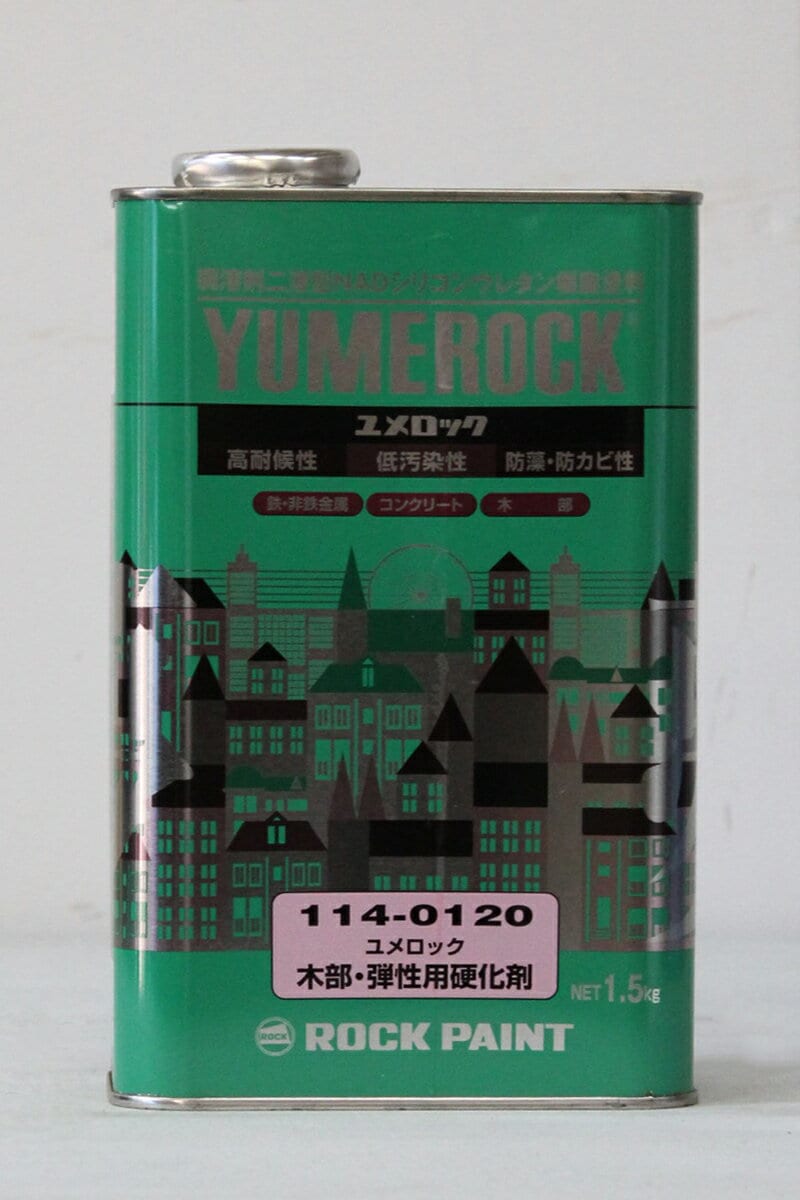 弱溶剤二液型NADシリコンウレタン樹脂塗料
YUMEROCK®
ユメロック
高耐候性 低汚染性 防藻・防カビ性
鉄・非鉄金属 コンクリート 木 部
114-0120
ユメロック
木部・弾性用硬化剤
NET 1.5kg
ROCK ROCK PAINT